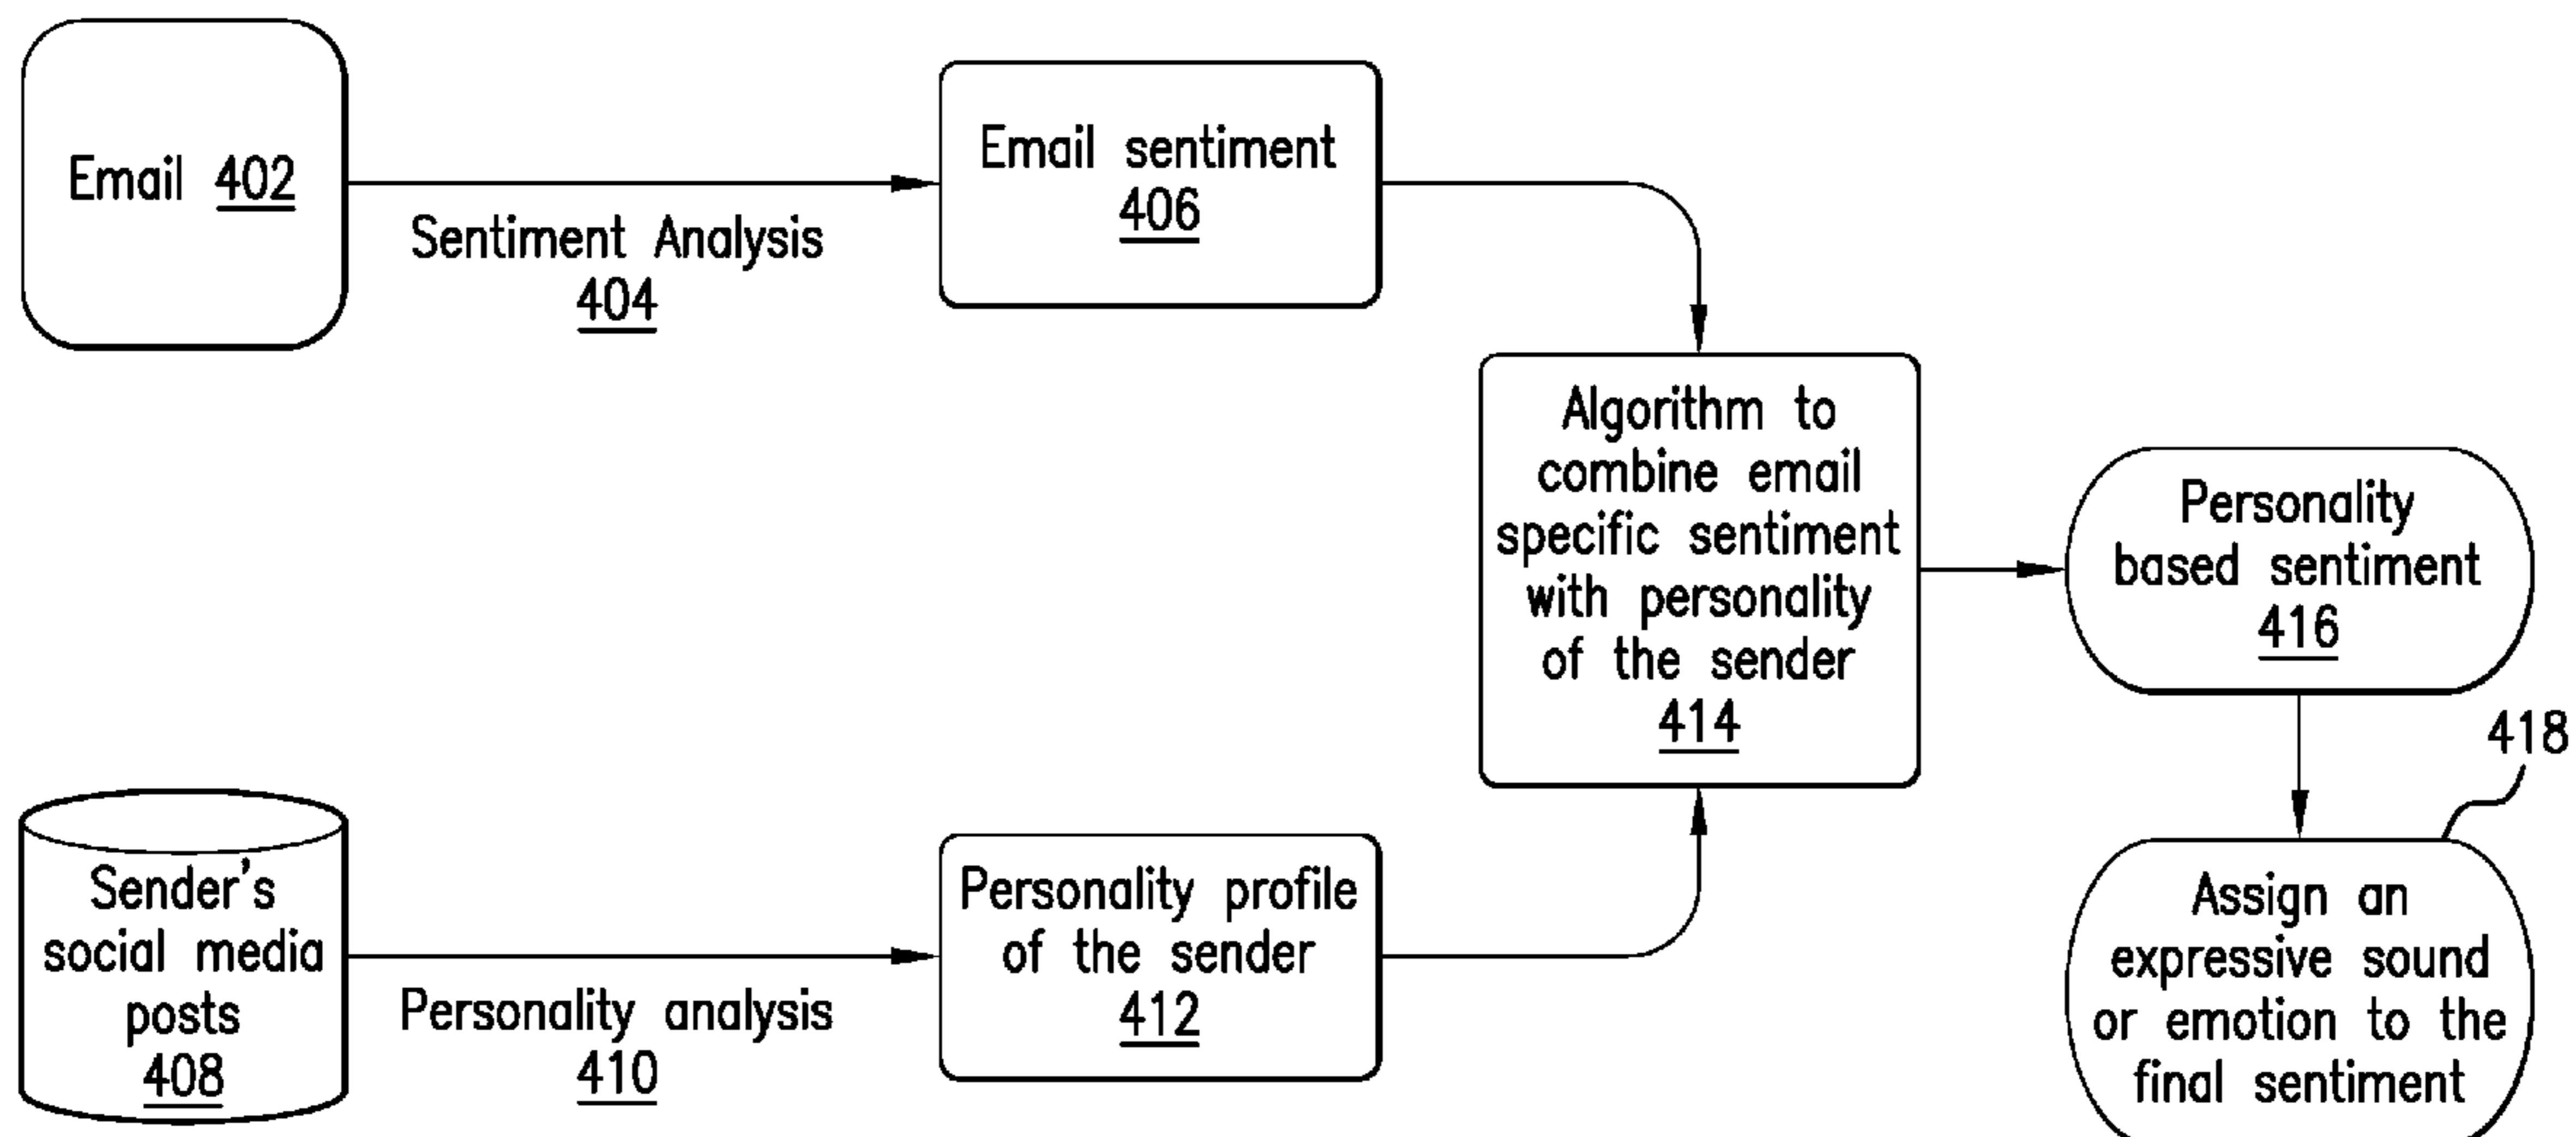 Email 402
Sentiment Analysis
404
Email sentiment
406
Algorithm to
combine email
specific sentiment
with personality
of the sender
414
Personality
based sentiment
416
418
Sender's
social media
posts
408
Personality analysis
410
Personality profile
of the sender
412
Assign an
expressive sound
or emotion to the
final sentiment